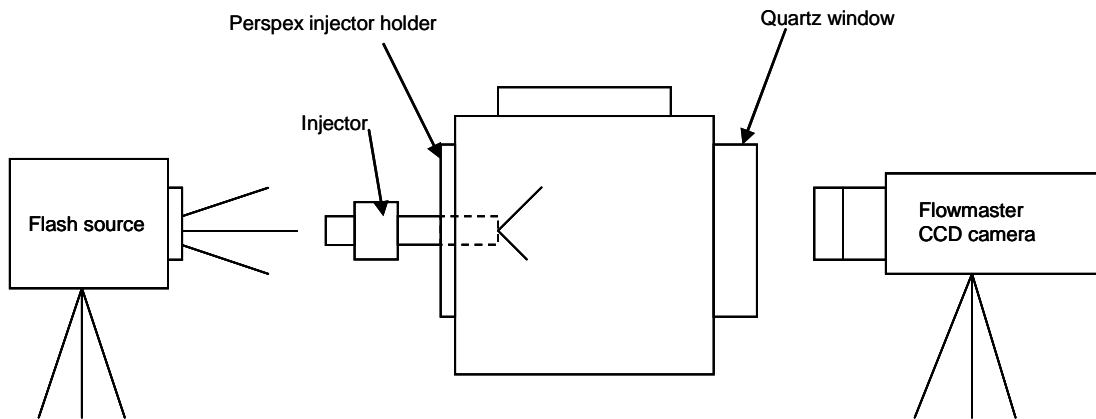 Quartz window
Perspex injector holder
Injector
Flash source
Flowmaster
CCD camera